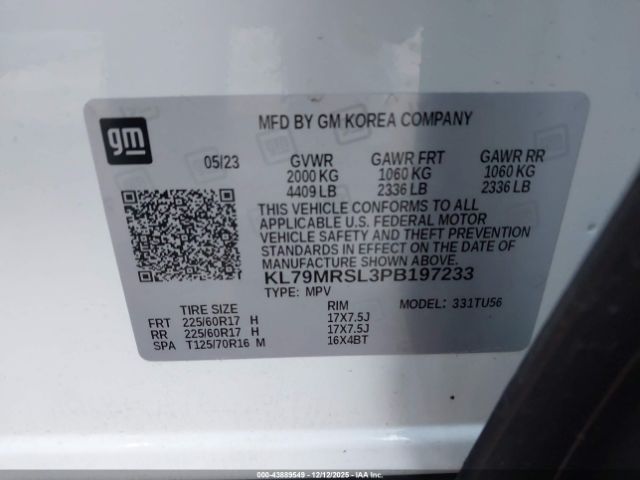 gm
MFD BY GM KOREA COMPANY
05/23 GVWR GAWR FRT GAWR RR
2000 KG 1060 KG 1060 KG
4409 LB 2336 LB 2336 LB
THIS VEHICLE CONFORMS TO ALL
APPLICABLE U.S. FEDERAL MOTOR
VEHICLE SAFETY AND THEFT PREVENTION
STANDARDS IN EFFECT ON THE DATE OF
MANUFACTURE SHOWN ABOVE.
KL79MRSL3PB197233
TYPE: MPV
TIRE SIZE RIM MODEL: 331TU56
FRT 225/60R17 H 17X7.5J
RR 225/60R17 H 17X7.5J
SPA T125/70R16 M 16X4BT
000-43889549 - 12/12/2025 - IAAI.CA